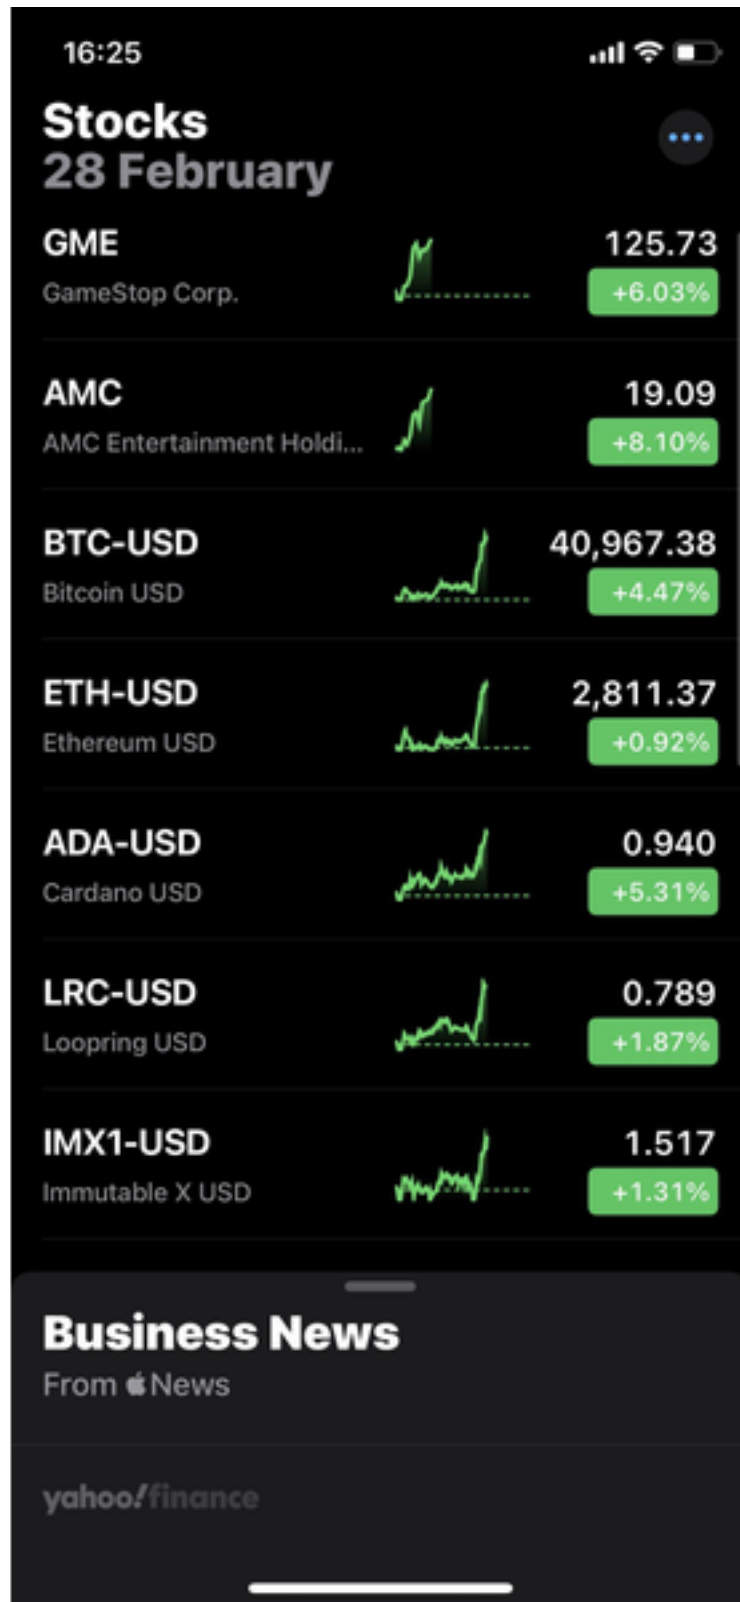 16:25
Stocks
28 February
GME 125.73
GameStop Corp. +6.03%
AMC 19.09
AMC Entertainment Holdi... +8.10%
BTC-USD 40,967.38
Bitcoin USD +4.47%
ETH-USD 2,811.37
Ethereum USD +0.92%
ADA-USD 0.940
Cardano USD +5.31%
LRC-USD 0.789
Loopring USD +1.87%
IMX1-USD 1.517
Immutable X USD +1.31%
Business News
From News
yahoo!finance